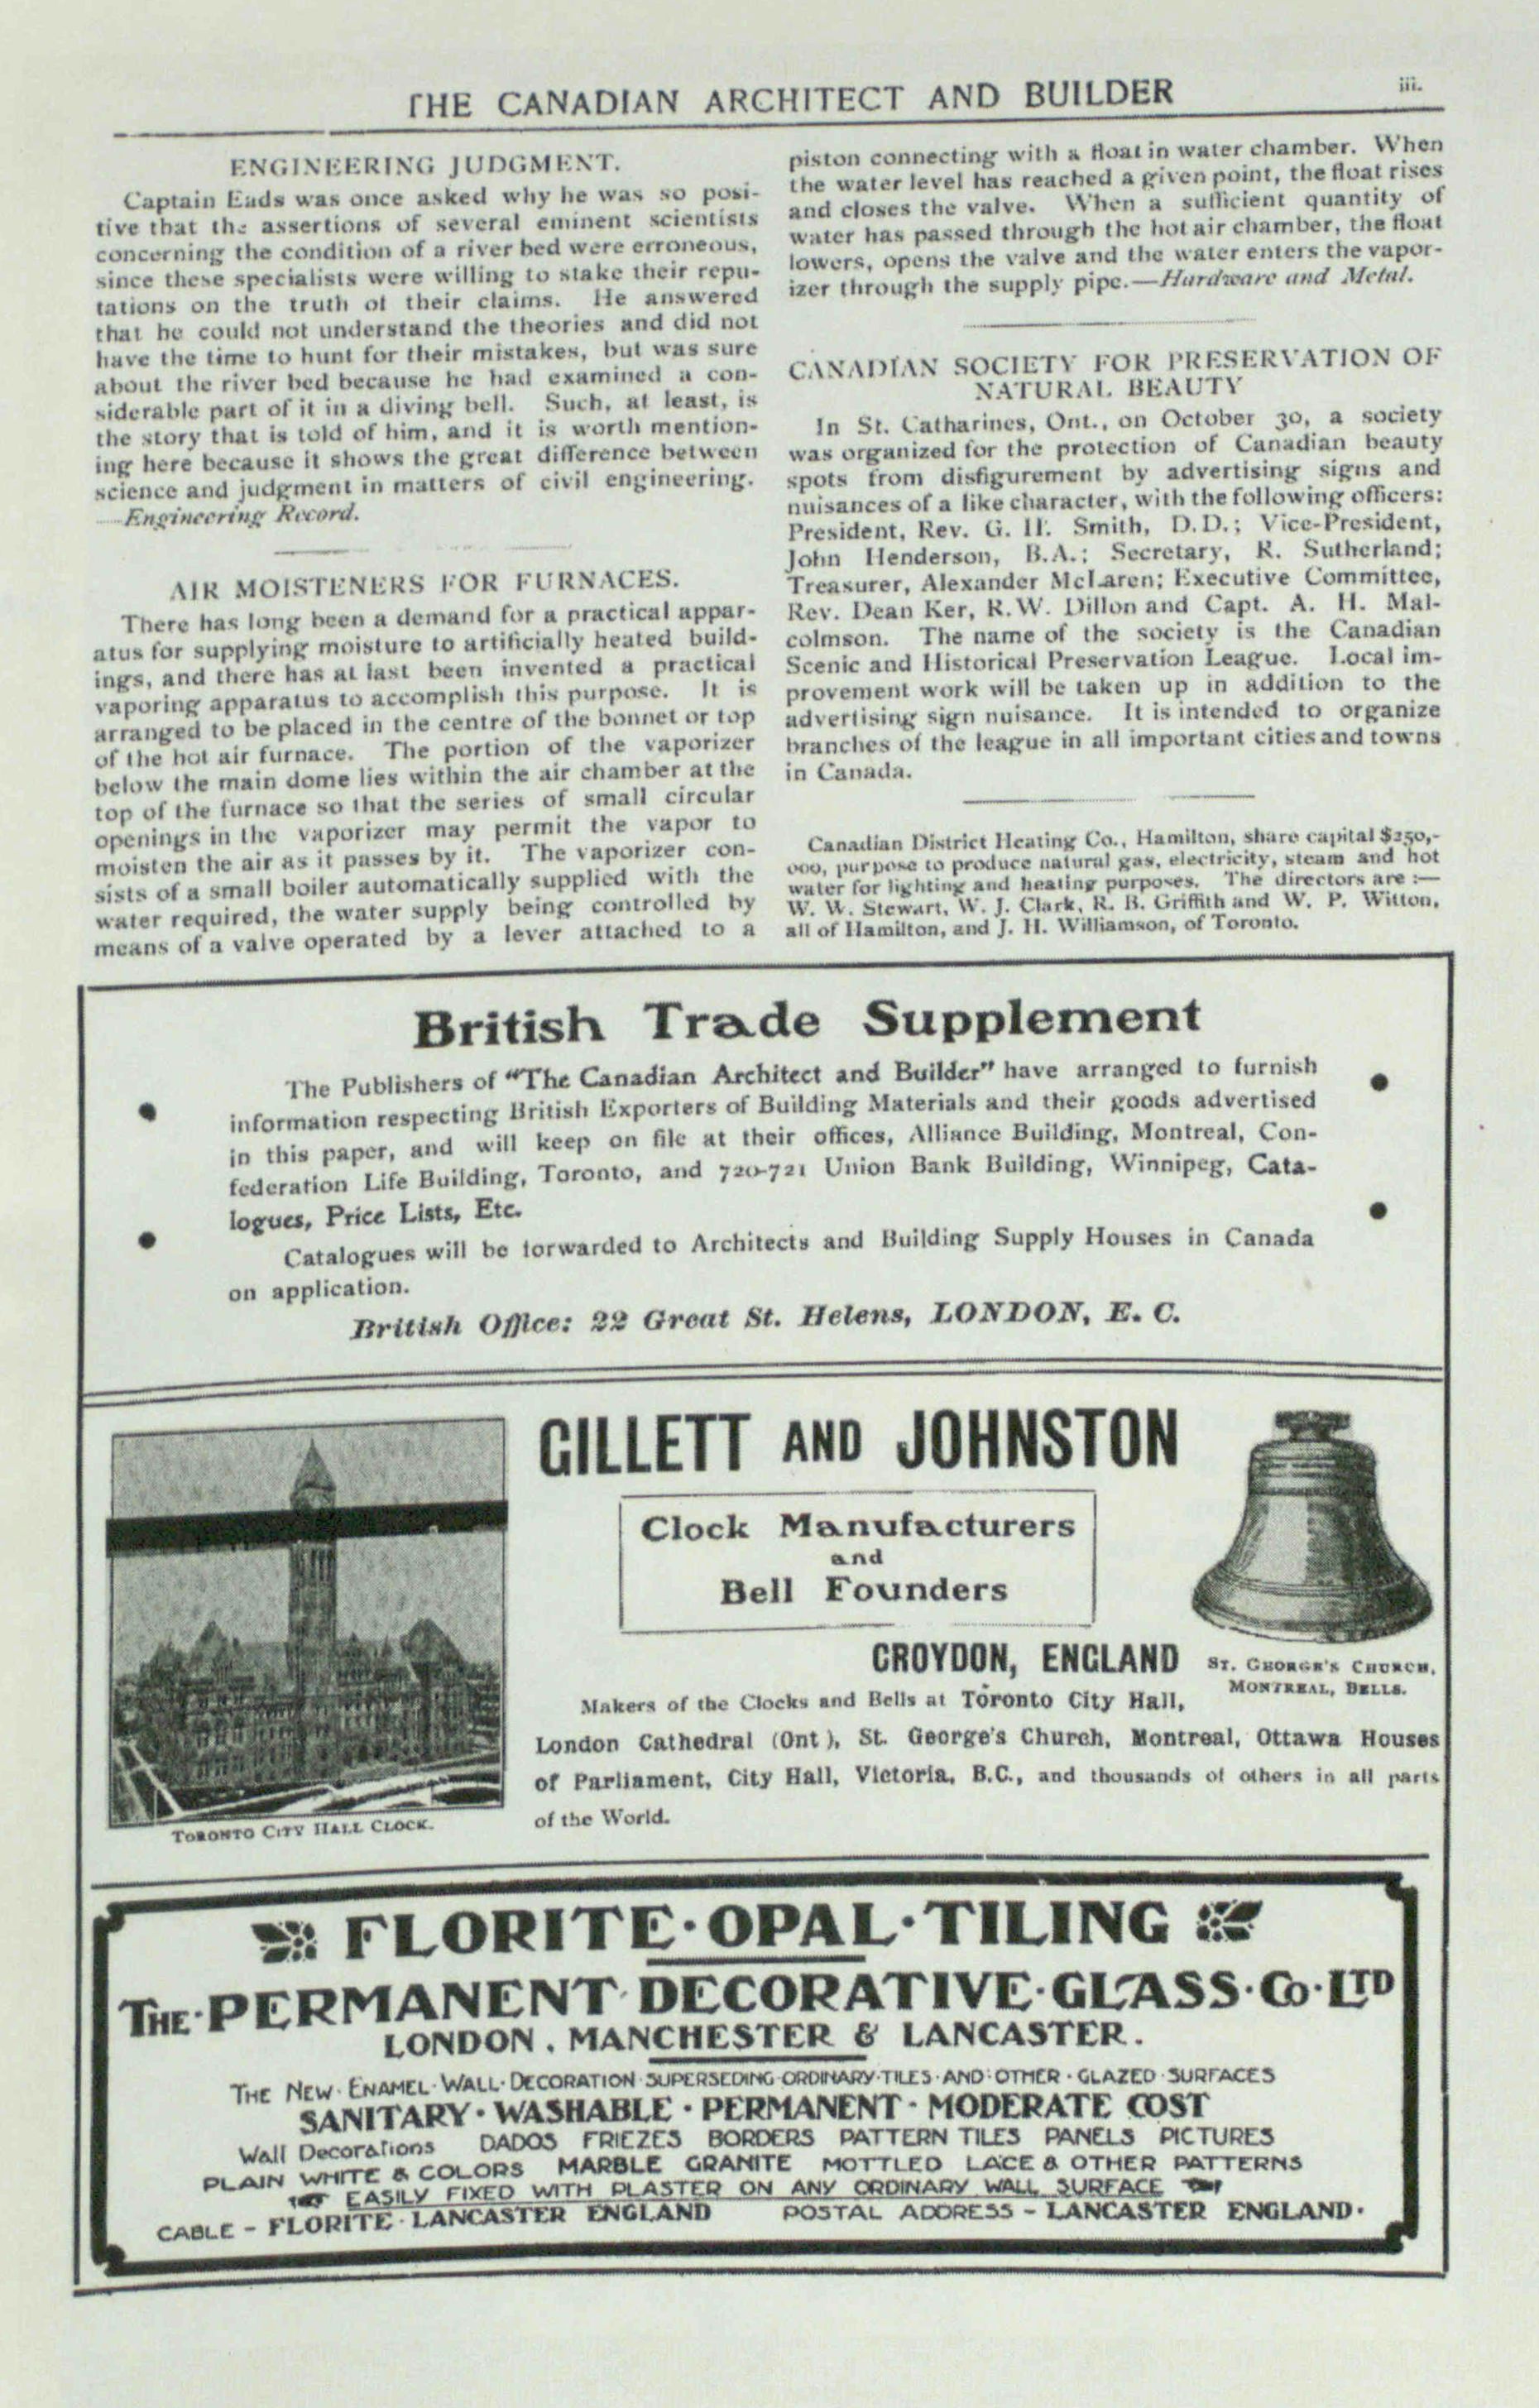 THE CANADIAN ARCHITECT AND BUILDER
iii.
ENGINEERING JUDGMENT.
Captain Eads was once asked why he was so posi-
tive that the assertions of several eminent scientists
concerning the condition of a river bed were erroneous,
since these specialists were willing to stake their repu-
tations on the truth of their claims. He answered
that he could not understand the theories and did not
have the time to hunt for their mistakes, but was sure
about the river bed because he had examined a con-
siderable part of it in a diving bell. Such, at least, is
the story that is told of him, and it is worth mention-
ing here because it shows the great difference between
science and judgment in matters of civil engineering.
—Engineering Record.
AIR MOISTENERS FOR FURNACES.
There has long been a demand for a practical appar-
atus for supplying moisture to artificially heated build-
ings, and there has at last been invented a practical
vaporing apparatus to accomplish this purpose. It is
arranged to be placed in the centre of the bonnet or top
of the hot air furnace. The portion of the vaporizer
below the main dome lies within the air chamber at the
top of the furnace so that the series of small circular
openings in the vaporizer may permit the vapor to
moisten the air as it passes by it. The vaporizer con-
sists of a small boiler automatically supplied with the
water required, the water supply being controlled by
means of a valve operated by a lever attached to a
piston connecting with a float in water chamber. When
the water level has reached a given point, the float rises
and closes the valve. When a sufficient quantity of
water has passed through the hot air chamber, the float
lowers, opens the valve and the water enters the vapor-
izer through the supply pipe.—Hardware and Metal.
CANADIAN SOCIETY FOR PRESERVATION OF
NATURAL BEAUTY
In St. Catharines, Ont., on October 30, a society
was organized for the protection of Canadian beauty
spots from disfigurement by advertising signs and
nuisances of a like character, with the following officers:
President, Rev. G. H. Smith, D.D.; Vice-President,
John Henderson, B.A.; Secretary, R. Sutherland;
Treasurer, Alexander McLaren; Executive Committee,
Rev. Dean Ker, R. W. Dillon and Capt. A. H. Mal-
colmson. The name of the society is the Canadian
Scenic and Historical Preservation League. Local im-
provement work will be taken up in addition to the
advertising sign nuisance. It is intended to organize
branches of the league in all important cities and towns
in Canada.
Canadian District Heating Co., Hamilton, share capital $250,-
000, purpose to produce natural gas, electricity, steam and hot
water for lighting and heating purposes. The directors are :—
W. W. Stewart, W. J. Clark, R. B. Griffith and W. P. Witton,
all of Hamilton, and J. H. Williamson, of Toronto.
British Trade Supplement
The Publishers of "The Canadian Architect and Builder" have arranged to furnish
information respecting British Exporters of Building Materials and their goods advertised
in this paper, and will keep on file at their offices, Alliance Building, Montreal, Con-
federation Life Building, Toronto, and 720-721 Union Bank Building, Winnipeg, Cata-
logues, Price Lists, Etc.
Catalogues will be forwarded to Architects and Building Supply Houses in Canada
on application.
British Office: 22 Great St. Helens, LONDON, E. C.
GILLETT AND JOHNSTON
Clock Manufacturers
and
Bell Founders
CROYDON, ENGLAND
ST. GEORGE'S CHURCH,
MONTREAL, BELLS.
Makers of the Clocks and Bells at Toronto City Hall,
London Cathedral (Ont ), St. George's Church, Montreal, Ottawa Houses
of Parliament, City Hall, Victoria, B.C., and thousands of others in all parts
of the World.
TORONTO CITY HALL CLOCK.
FLORITE·OPAL·TILING
THE·PERMANENT·DECORATIVE·GLASS·CO·LTD
LONDON . MANCHESTER & LANCASTER.
THE NEW·ENAMEL·WALL·DECORATION·SUPERSEDING·ORDINARY·TILES·AND·OTHER·GLAZED·SURFACES
SANITARY · WASHABLE · PERMANENT · MODERATE COST
Wall Decorations DADOS FRIEZES BORDERS PATTERN TILES PANELS PICTURES
PLAIN WHITE & COLORS MARBLE GRANITE MOTTLED LACE & OTHER PATTERNS
EASILY FIXED WITH PLASTER ON ANY ORDINARY WALL SURFACE
CABLE - FLORITE · LANCASTER ENGLAND POSTAL ADDRESS - LANCASTER ENGLAND.